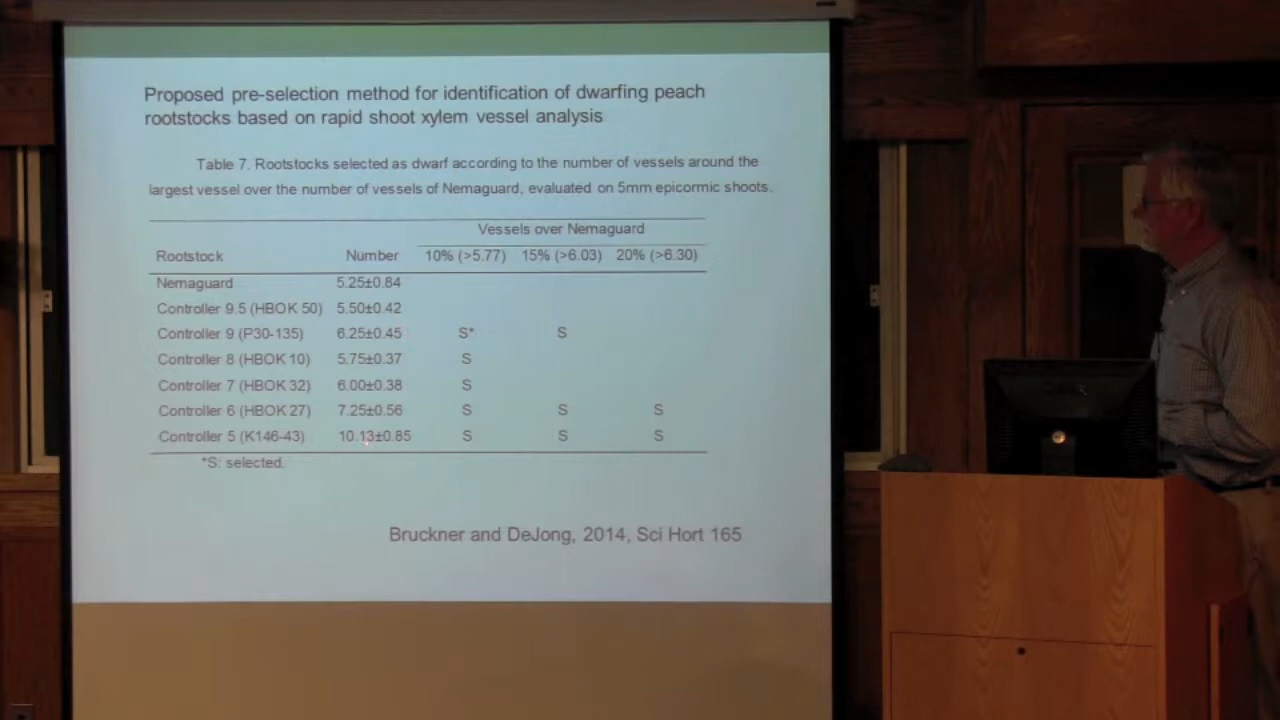 Proposed pre-selection method for identification of dwarfing peach
rootstocks based on rapid shoot xylem vessel analysis
Table 7. Rootstocks selected as dwarf according to the number of vessels around the
largest vessel over the number of vessels of Nemaguard, evaluated on 5mm epicormic shoots.
Vessels over Nemaguard
Rootstock Number 10% (>5.77) 15% (>6.03) 20% (>6.30)
Nemaguard 5.25±0.84
Controller 9.5 (HBOK 50) 5.50±0.42
Controller 9 (P30-135) 6.25±0.45 S* S
Controller 8 (HBOK 10) 5.75±0.37 S
Controller 7 (HBOK 32) 6.00±0.38 S
Controller 6 (HBOK 27) 7.25±0.56 S S S
Controller 5 (K146-43) 10.13±0.85 S S S
*S: selected.
Bruckner and DeJong, 2014, Sci Hort 165